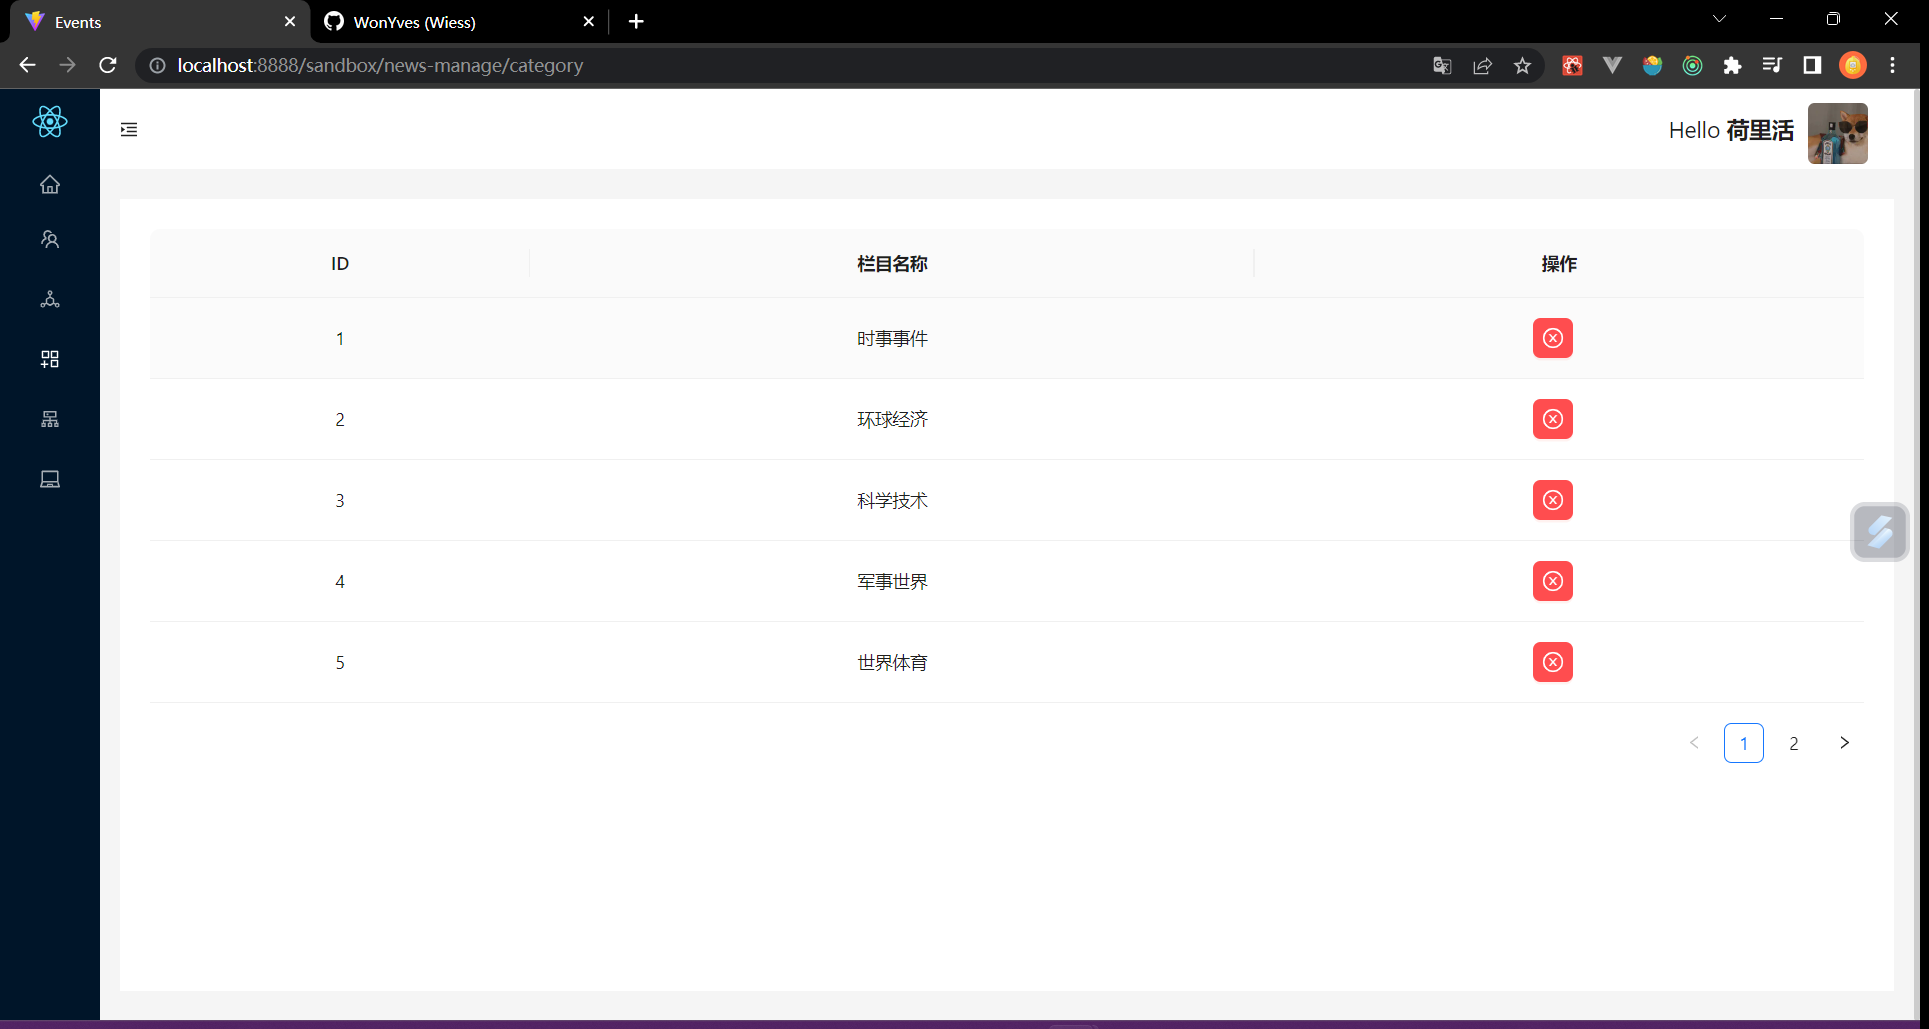 Events
WonYves (Wiess)
localhost:8888/sandbox/news-manage/category
Hello 荷里活
ID 栏目名称 操作
1 时事事件
2 环球经济
3 科学技术
4 军事世界
5 世界体育
1 2